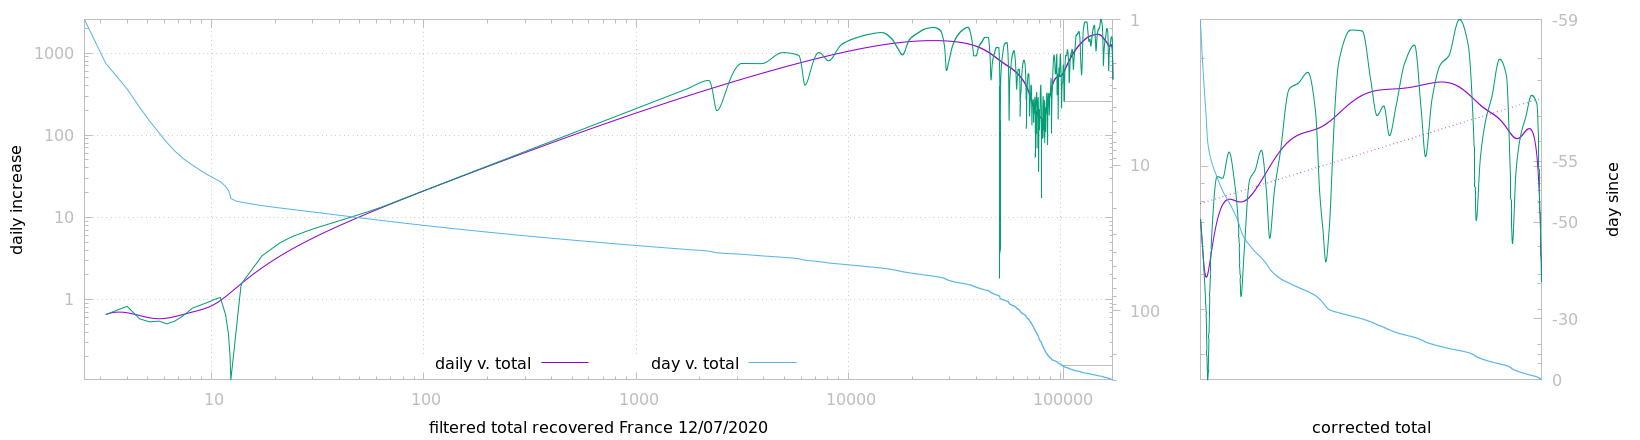 daily increase
1000
100
10
1
10
100
1000
10000
100000
1
10
100
daily v. total
day v. total
filtered total recovered France 12/07/2020
-59
-55
-50
-30
0
day since
corrected total